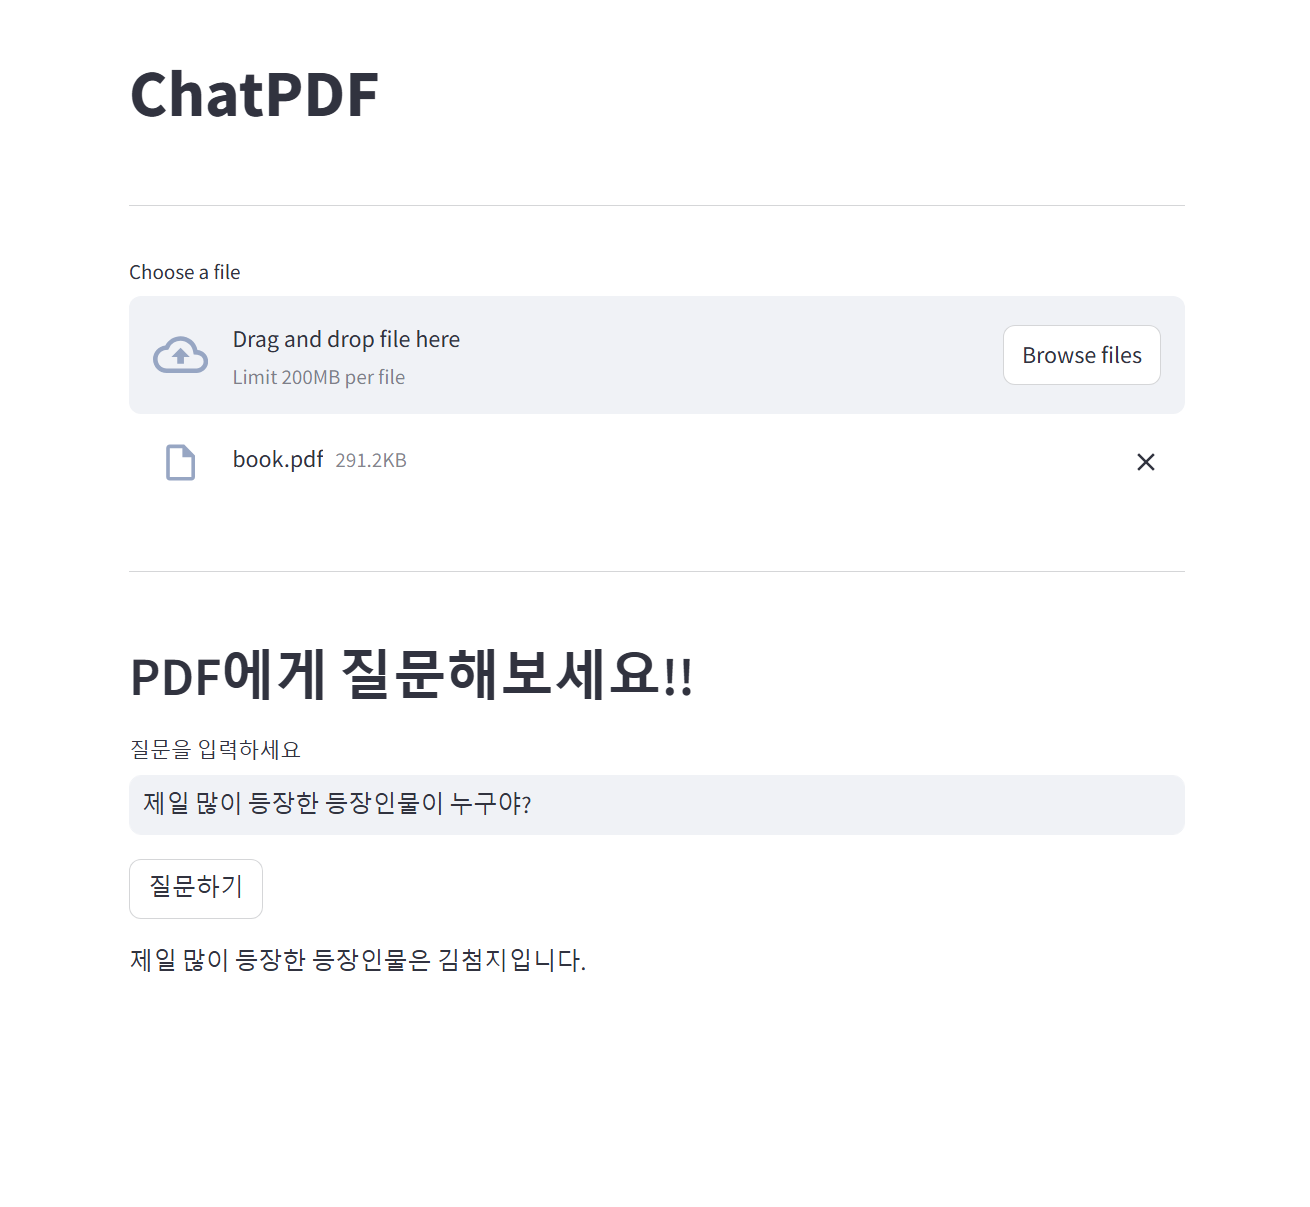 ChatPDF
Choose a file
Drag and drop file here
Limit 200MB per file
Browse files
book.pdf 291.2KB
PDF에게 질문해보세요!!
질문을 입력하세요
제일 많이 등장한 등장인물이 누구야?
질문하기
제일 많이 등장한 등장인물은 김첨지입니다.